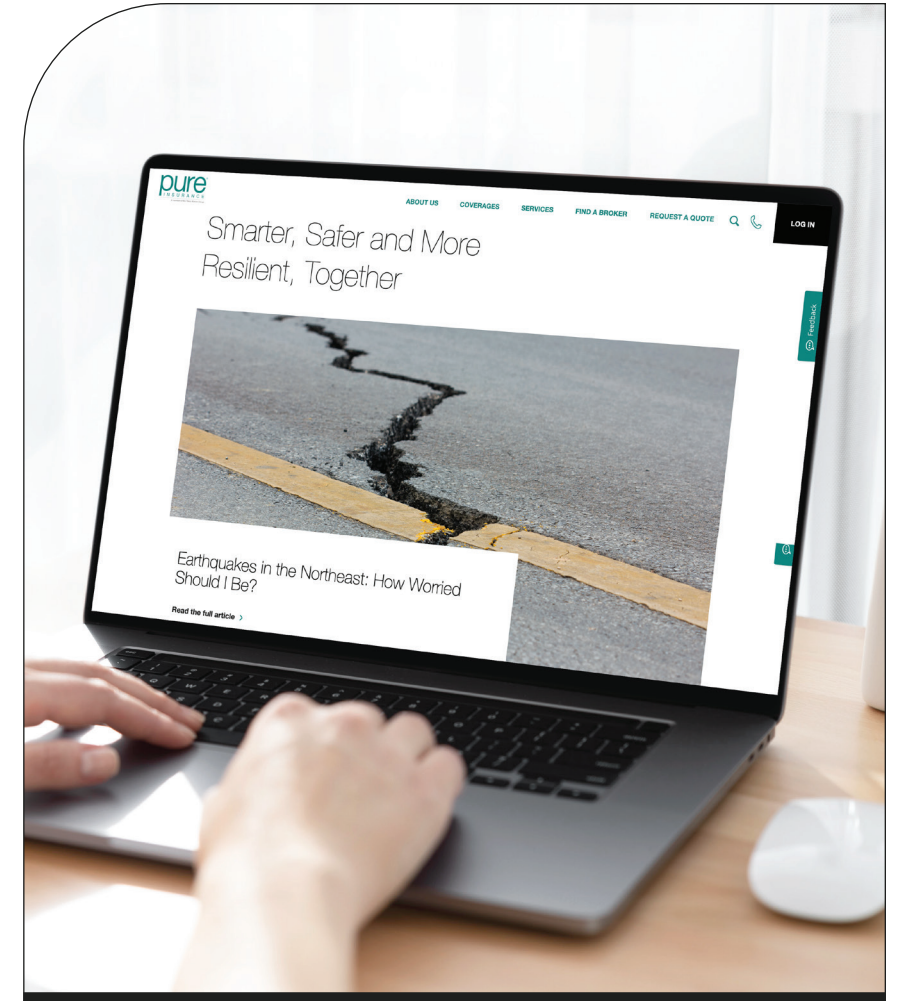 pure
INSURANCE
ABOUT US
COVERAGES
SERVICES
FIND A BROKER
REQUEST A QUOTE
LOG IN
Smarter, Safer and More
Resilient, Together
Feedback
Earthquakes in the Northeast: How Worried
Should I Be?
Read the full article